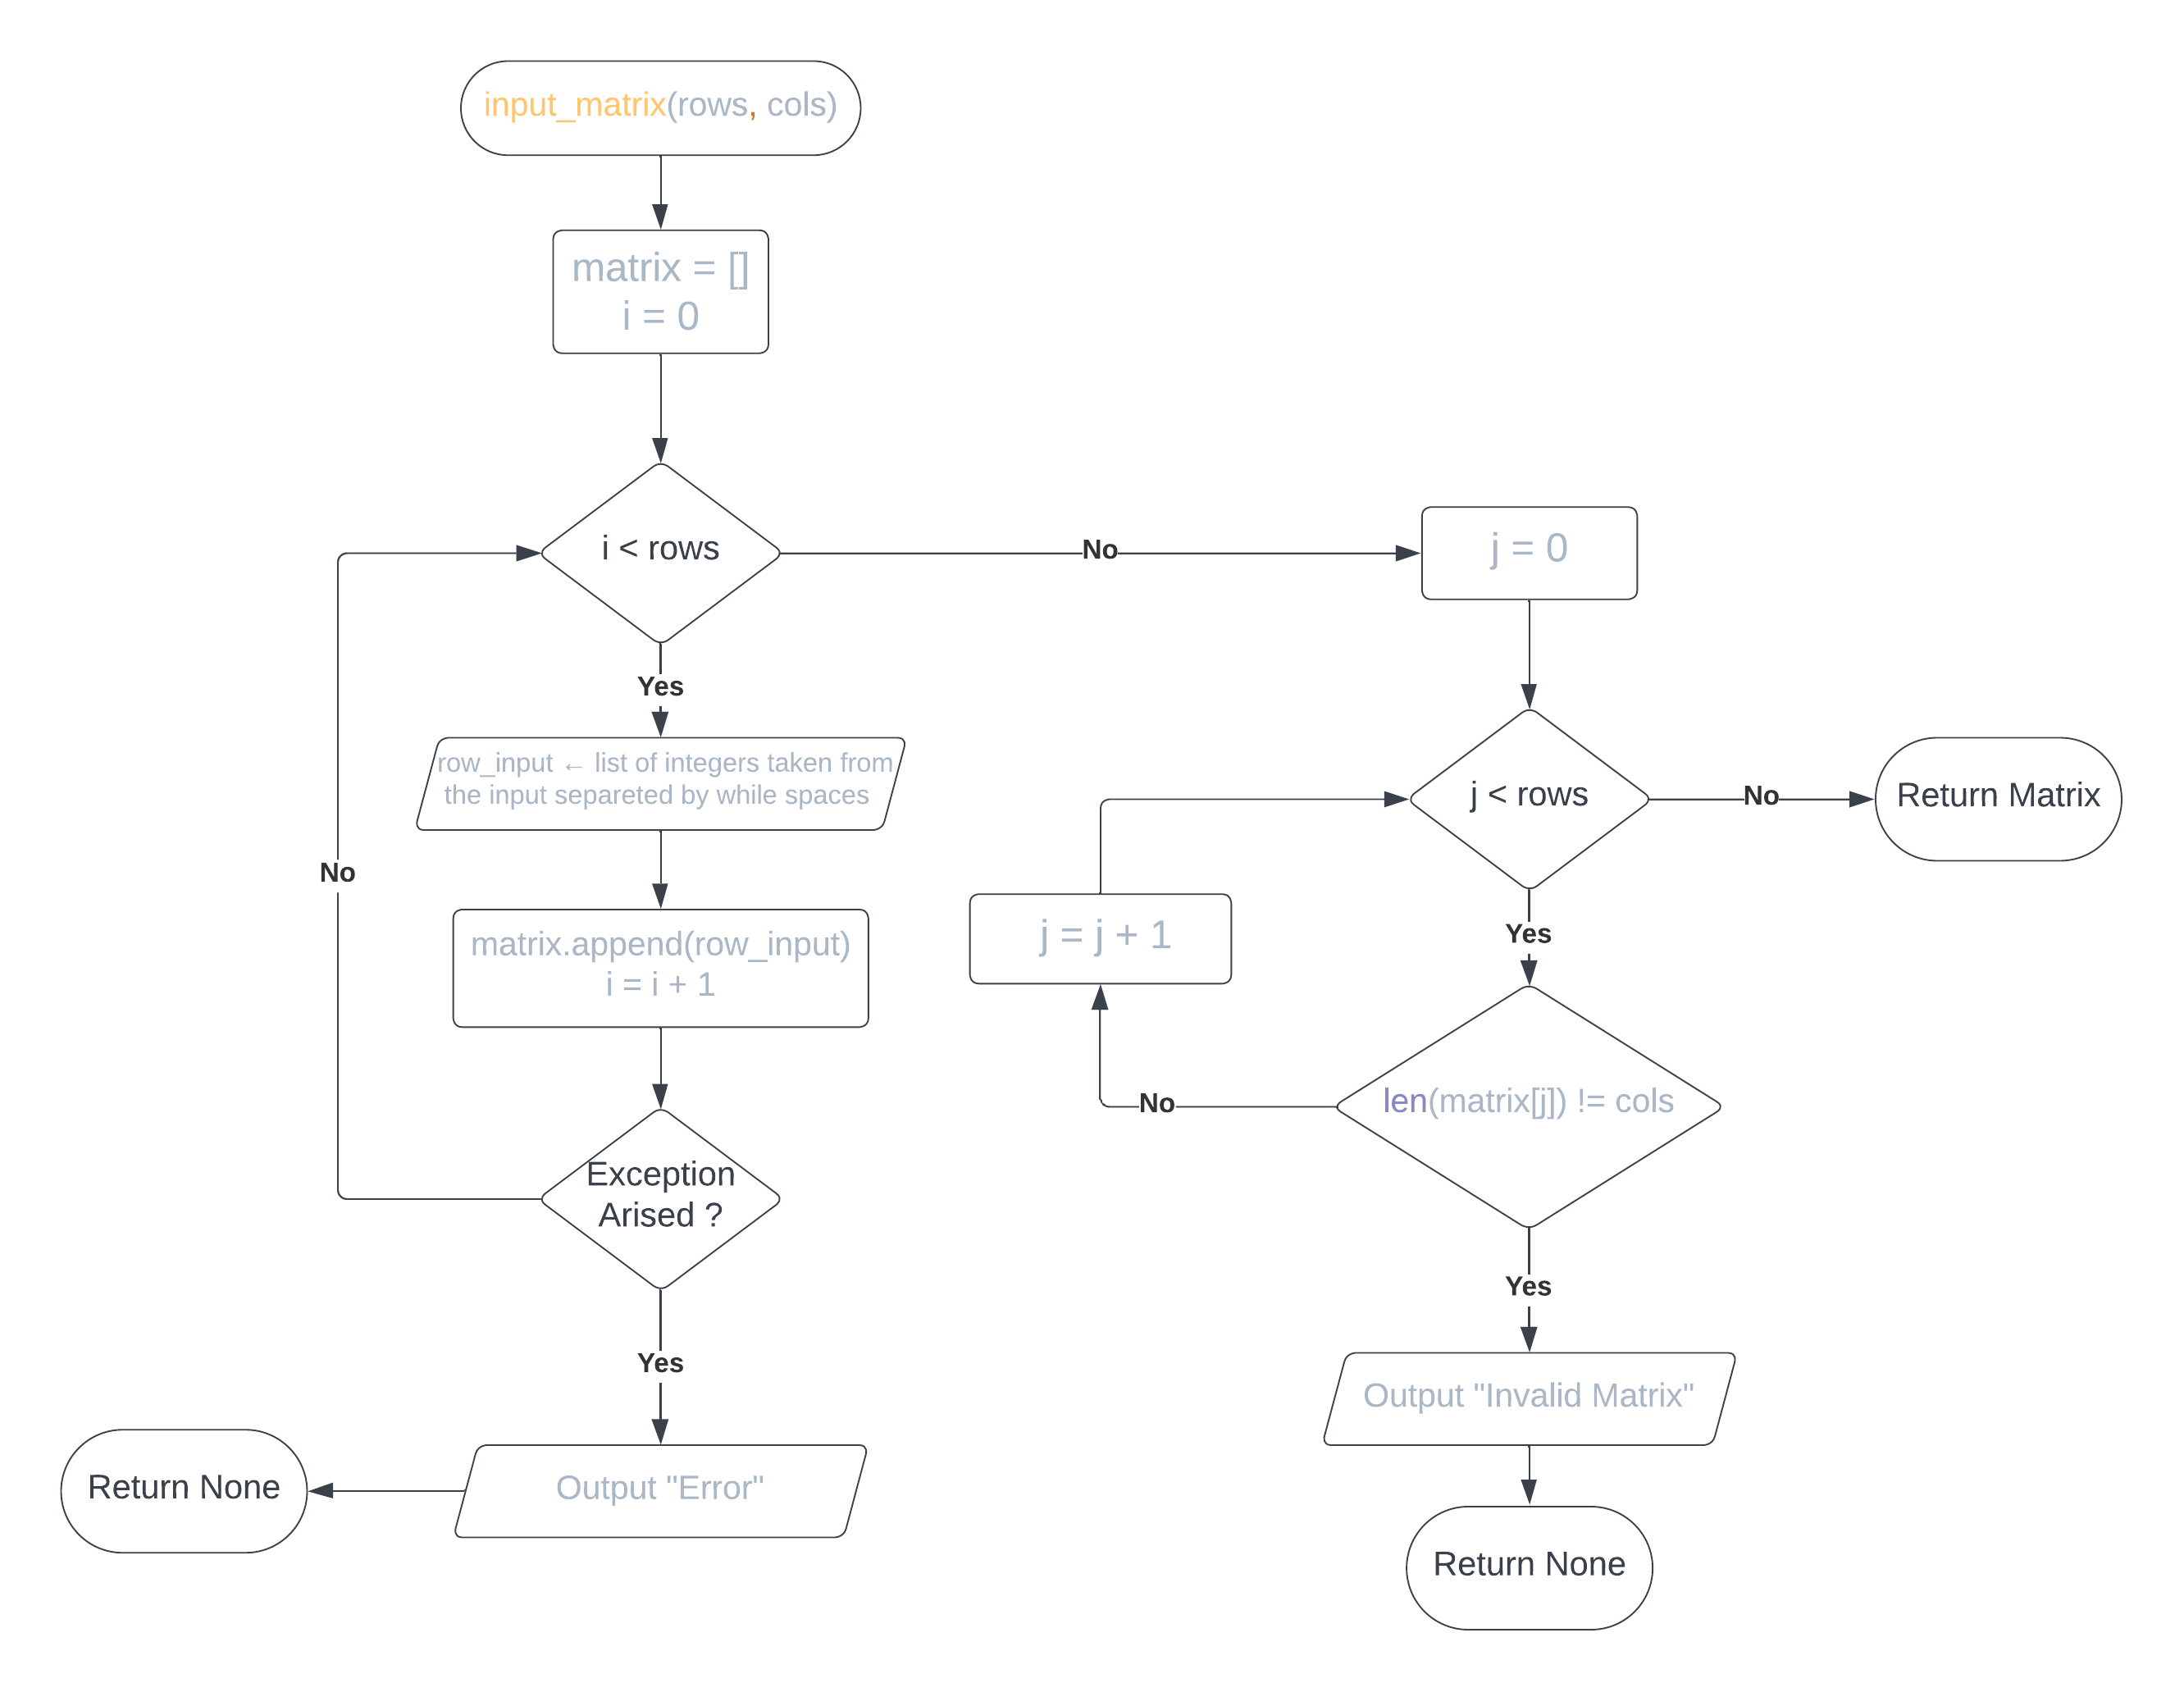 input_matrix(rows, cols)
matrix = []
i = 0
i < rows
No
j = 0
Yes
row_input ← list of integers taken from
the input separeted by while spaces
j < rows
No
Return Matrix
No
matrix.append(row_input)
i = i + 1
j = j + 1
Yes
len(matrix[j]) != cols
No
Exception
Arised ?
Yes
Yes
Output "Invalid Matrix"
Output "Error"
Return None
Return None